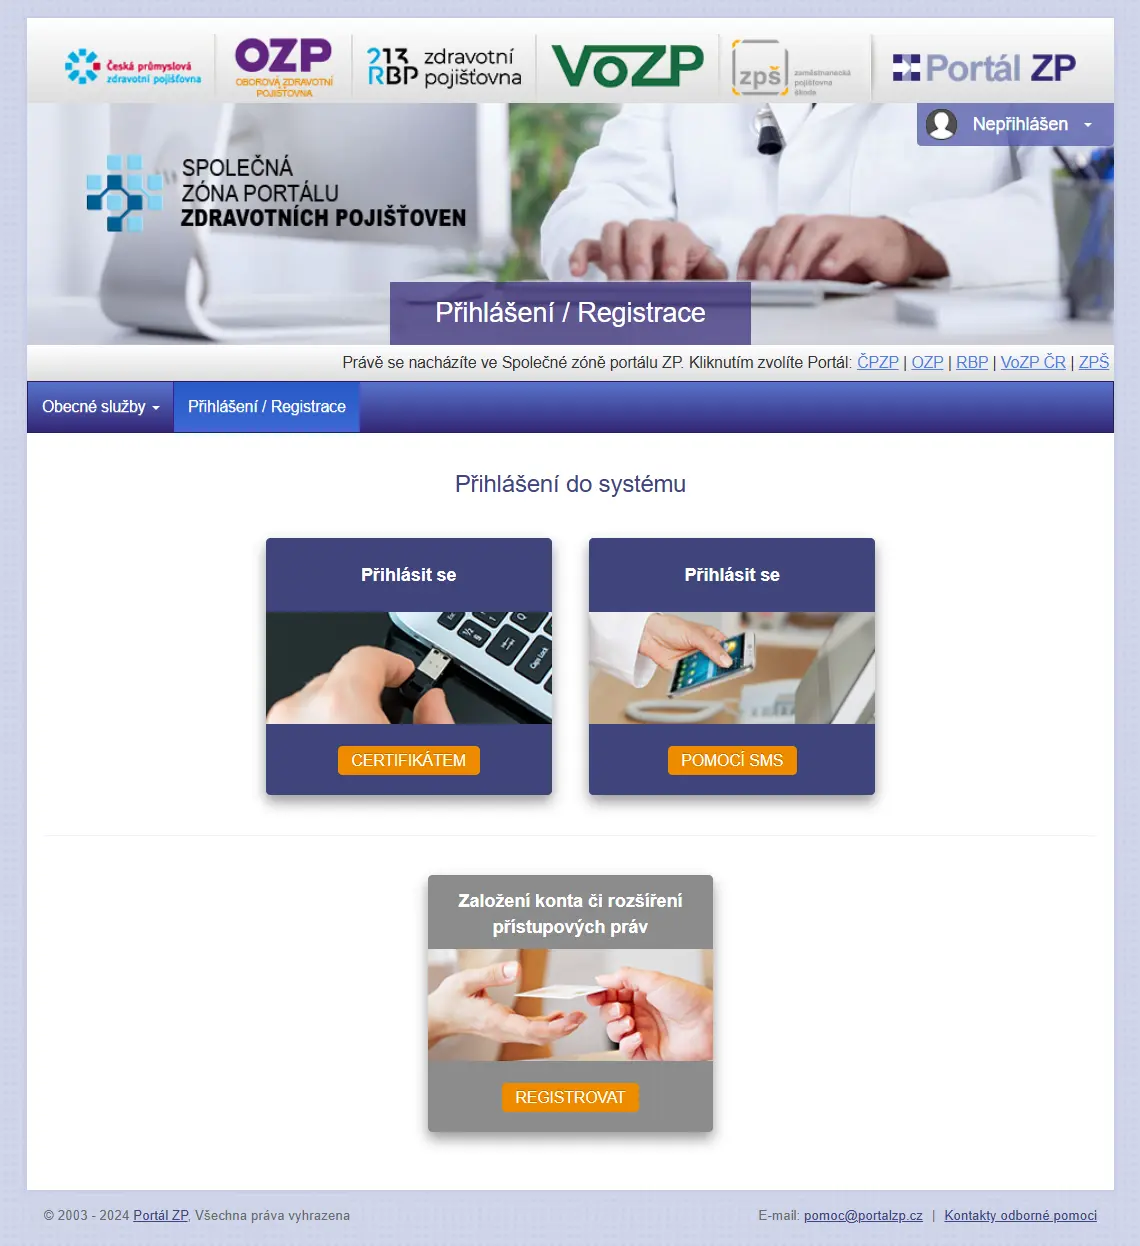 Česká průmyslová
zdravotní pojišťovna
OZP
OBOROVÁ ZDRAVOTNÍ
POJIŠŤOVNA
213 zdravotní
RBP pojišťovna
VoZP
zpš
zaměstnanecká
pojišťovna
škoda
Portál ZP
Nepřihlášen
SPOLEČNÁ
ZÓNA PORTÁLU
ZDRAVOTNÍCH POJIŠŤOVEN
Přihlášení / Registrace
Právě se nacházíte ve Společné zóně portálu ZP. Kliknutím zvolíte Portál: ČPZP | OZP | RBP | VoZP ČR | ZPŠ
Obecné služby Přihlášení / Registrace
Přihlášení do systému
Přihlásit se
Přihlásit se
CERTIFIKÁTEM
POMOCÍ SMS
Založení konta či rozšíření
přístupových práv
REGISTROVAT
© 2003 - 2024 Portál ZP, Všechna práva vyhrazena
E-mail: pomoc@portalzp.cz | Kontakty odborné pomoci